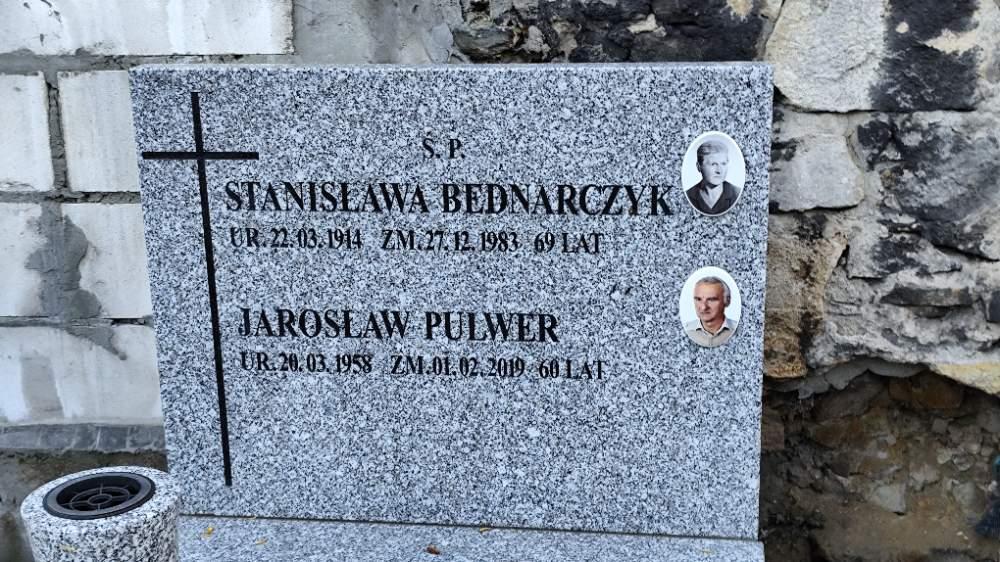 Ś. P.
STANISŁAWA BEDNARCZYK
UR. 22.03.1914 ZM. 27.12.1983 69 LAT
JAROSŁAW PULWER
UR. 20.03.1958 ZM. 01.02.2019 60 LAT